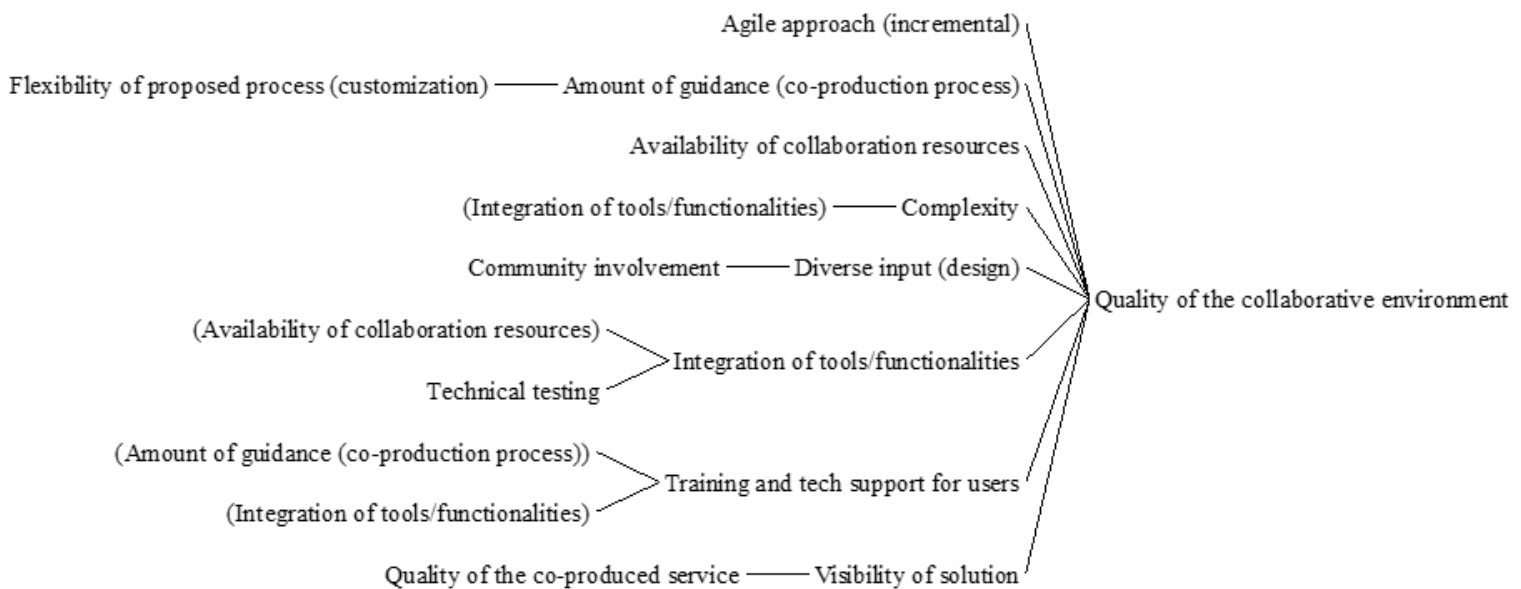 Agile approach (incremental)
Flexibility of proposed process (customization)
Amount of guidance (co-production process)
Availability of collaboration resources
(Integration of tools/functionalities)
Complexity
Community involvement
Diverse input (design)
Quality of the collaborative environment
(Availability of collaboration resources)
Integration of tools/functionalities
Technical testing
(Amount of guidance (co-production process))
Training and tech support for users
(Integration of tools/functionalities)
Quality of the co-produced service
Visibility of solution